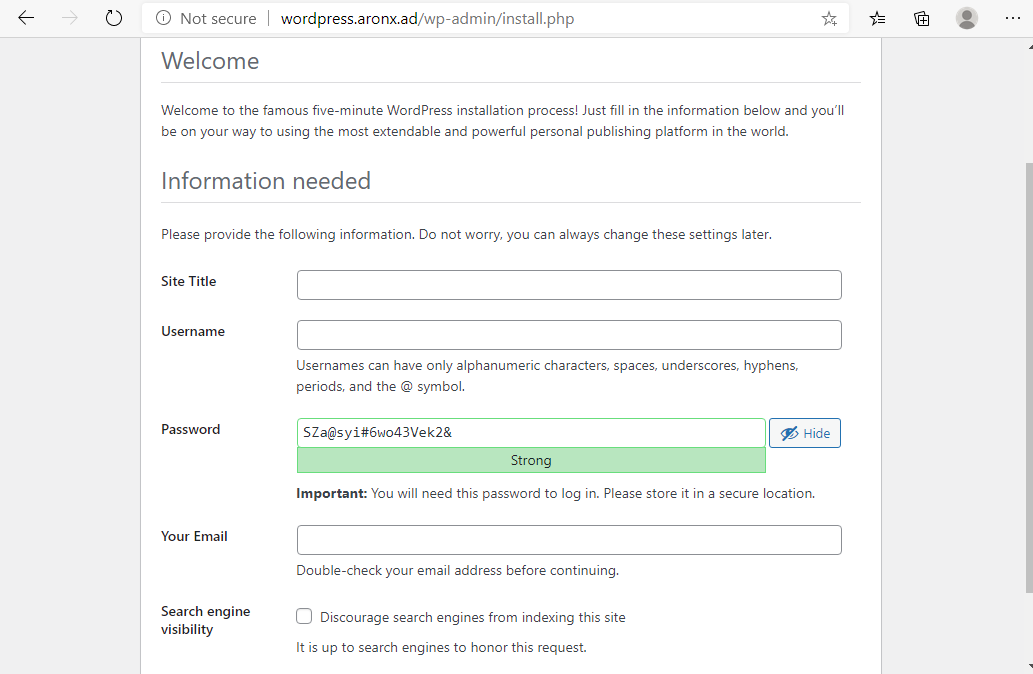 Not secure | wordpress.aronx.ad/wp-admin/install.php
Welcome
Welcome to the famous five-minute WordPress installation process! Just fill in the information below and you’ll
be on your way to using the most extendable and powerful personal publishing platform in the world.
Information needed
Please provide the following information. Do not worry, you can always change these settings later.
Site Title
Username
Usernames can have only alphanumeric characters, spaces, underscores, hyphens,
periods, and the @ symbol.
Password
SZa@syi#6wo43Vek2&
Hide
Strong
Important: You will need this password to log in. Please store it in a secure location.
Your Email
Double-check your email address before continuing.
Search engine
visibility
Discourage search engines from indexing this site
It is up to search engines to honor this request.